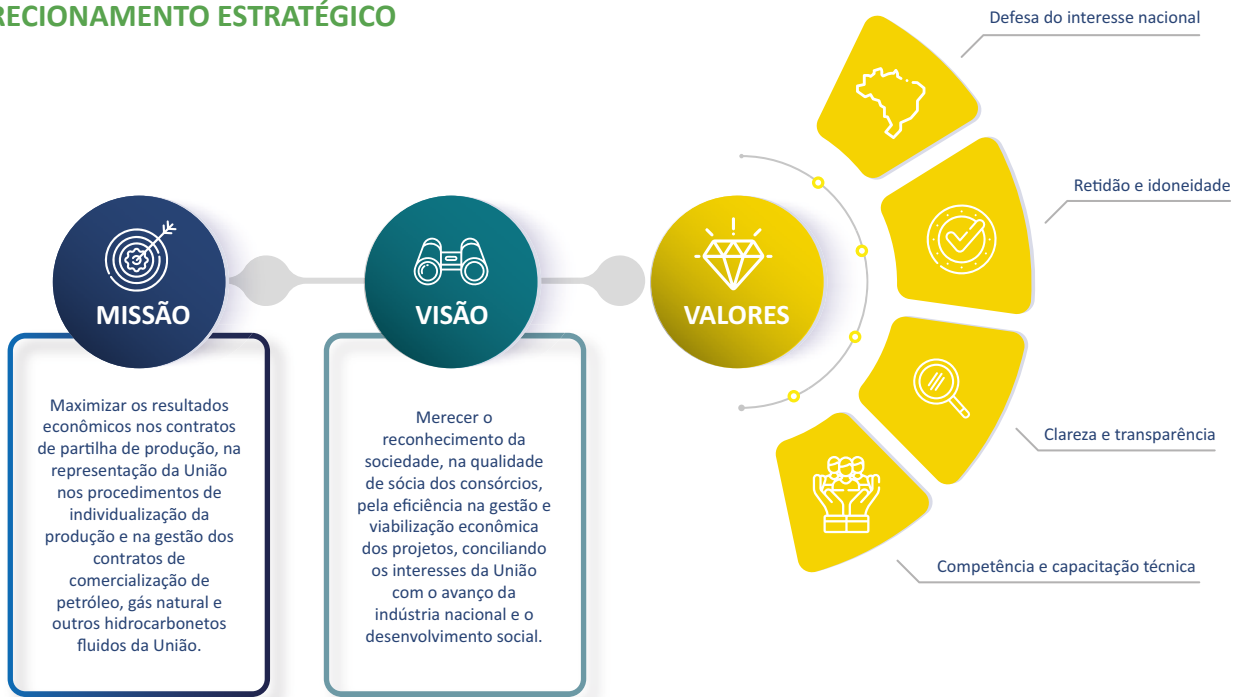 RECIONAMENTO ESTRATÉGICO
MISSÃO
Maximizar os resultados
econômicos nos contratos
de partilha de produção, na
representação da União
nos procedimentos de
individualização da
produção e na gestão dos
contratos de
comercialização de
petróleo, gás natural e
outros hidrocarbonetos
fluidos da União.
VISÃO
Merecer o
reconhecimento da
sociedade, na qualidade
de sócia dos consórcios,
pela eficiência na gestão e
viabilização econômica
dos projetos, conciliando
os interesses da União
com o avanço da
indústria nacional e o
desenvolvimento social.
VALORES
Defesa do interesse nacional
Retidão e idoneidade
Clareza e transparência
Competência e capacitação técnica